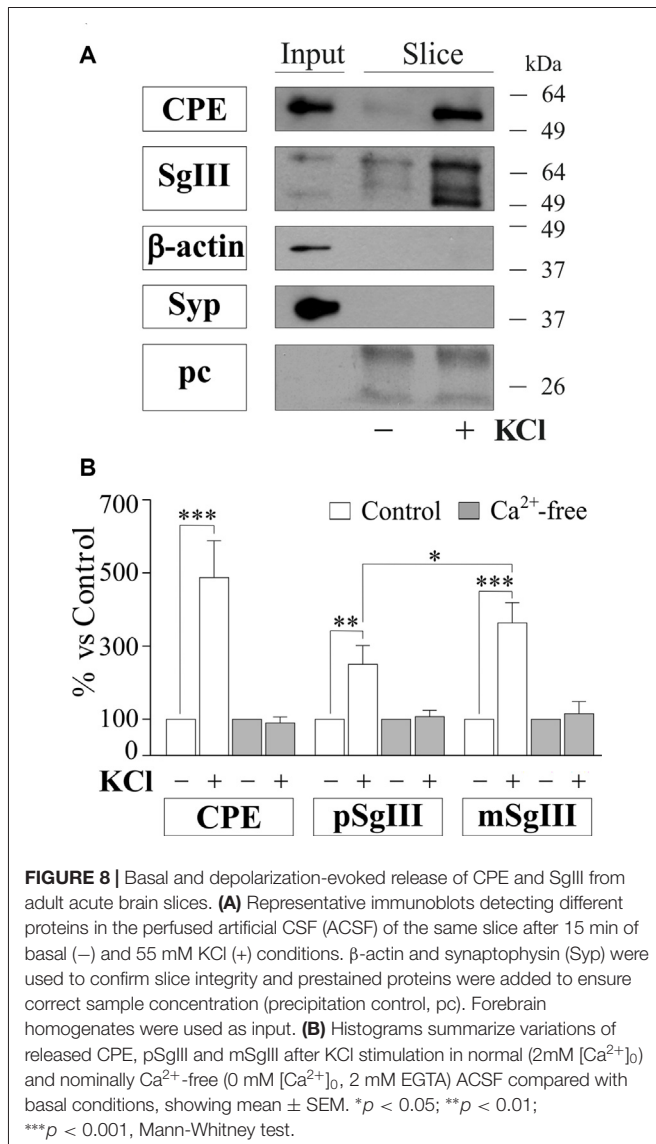 A
Input Slice
kDa
CPE
64
49
SgIII
64
49
β-actin
49
37
Syp
37
pc
26
− + KCl
B
700
500
300
100
0
% vs Control
Control Ca²⁺-free
***
**
*
***
KCl − + − + − + − + − + − +
CPE pSgIII mSgIII
FIGURE 8 | Basal and depolarization-evoked release of CPE and SgIII from
adult acute brain slices. (A) Representative immunoblots detecting different
proteins in the perfused artificial CSF (ACSF) of the same slice after 15 min of
basal (−) and 55 mM KCl (+) conditions. β-actin and synaptophysin (Syp) were
used to confirm slice integrity and prestained proteins were added to ensure
correct sample concentration (precipitation control, pc). Forebrain
homogenates were used as input. (B) Histograms summarize variations of
released CPE, pSgIII and mSgIII after KCl stimulation in normal (2mM [Ca²⁺]₀)
and nominally Ca²⁺-free (0 mM [Ca²⁺]₀, 2 mM EGTA) ACSF compared with
basal conditions, showing mean ± SEM. *p < 0.05; **p < 0.01;
***p < 0.001, Mann-Whitney test.